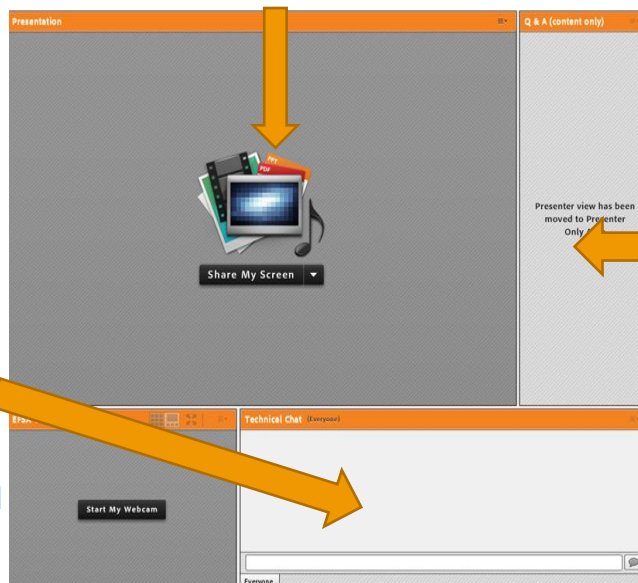 Presentation
Q & A (content only)
PPT
PDF
Share My Screen
Presenter view has been
moved to Presenter
Only
EFSA
Technical Chat (Everyone)
Start My Webcam
Everyone